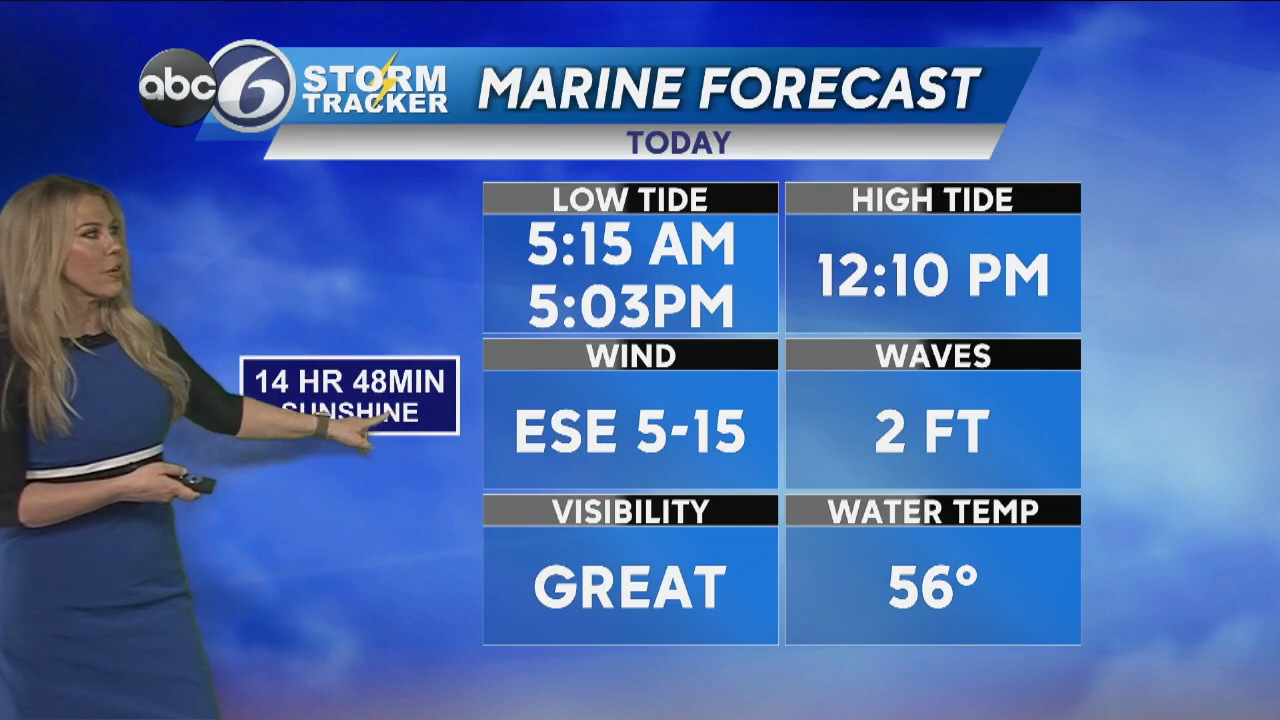 abc 6
STORM
TRACKER
MARINE FORECAST
TODAY
LOW TIDE
5:15 AM
5:03PM
HIGH TIDE
12:10 PM
14 HR 48MIN
SUNSHINE
WIND
ESE 5-15
WAVES
2 FT
VISIBILITY
GREAT
WATER TEMP
56°